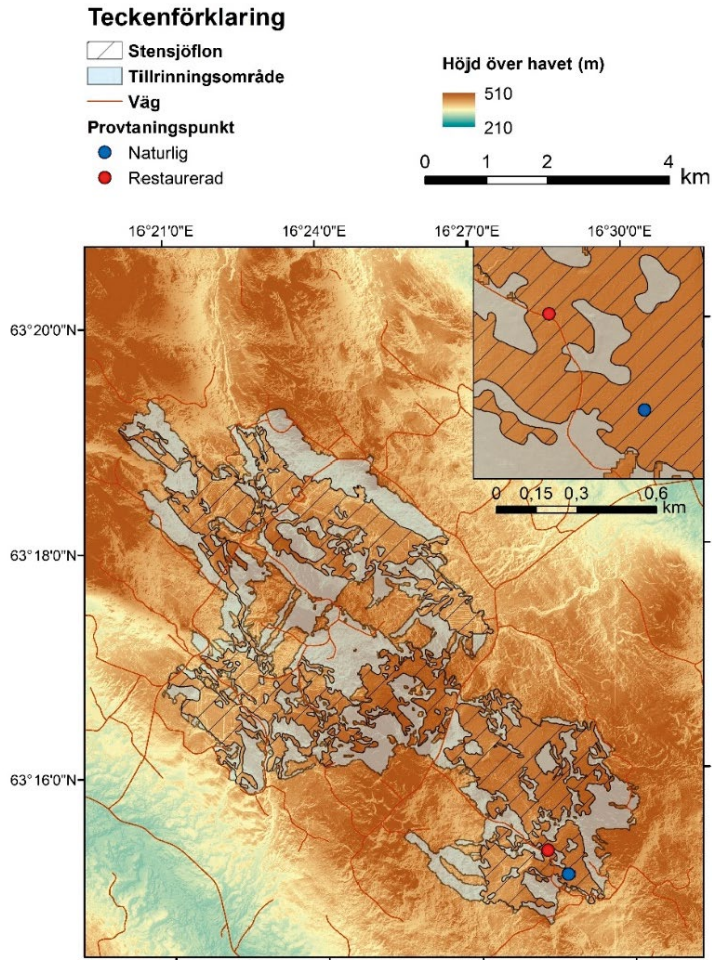 Teckenförklaring
Stensjöflon
Tillrinningsområde
Väg
Provtaningspunkt
Naturlig
Restaurerad
Höjd över havet (m)
510
210
0 1 2 4 km
16°21'0"E 16°24'0"E 16°27'0"E 16°30'0"E
63°20'0"N
0 0,15 0,3 0,6
km
63°18'0"N
63°16'0"N